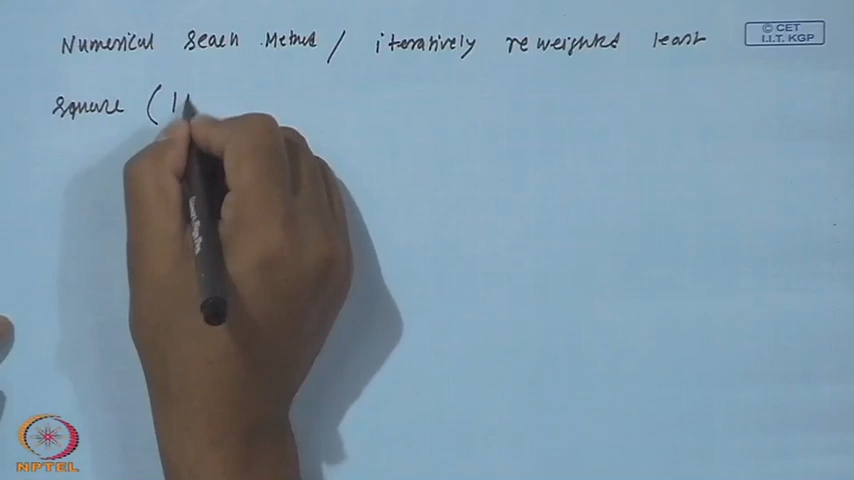 Numerical Seach Method / iteratively reweighted least
square (I
© CET
I.I.T. KGP
NPTEL